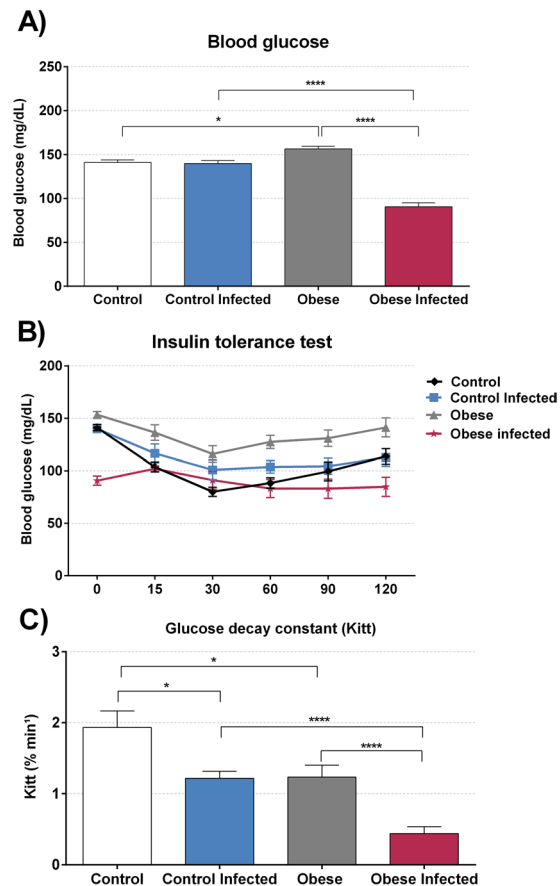 A)
Blood glucose
Blood glucose (mg/dL)
250
200
150
100
50
0
****
*
****
Control
Control Infected
Obese
Obese Infected
B)
Insulin tolerance test
Blood glucose (mg/dL)
200
150
100
50
0
0
15
30
60
90
120
Control
Control Infected
Obese
Obese infected
C)
Glucose decay constant (Kitt)
Kitt (% min¹)
3
2
1
0
*
*
****
****
Control
Control Infected
Obese
Obese Infected